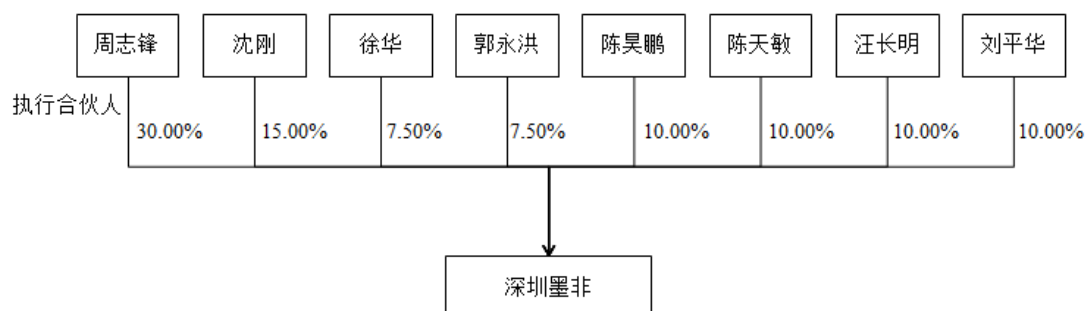 周志锋 沈刚 徐华 郭永洪 陈昊鹏 陈天敏 汪长明 刘平华
执行合伙人
30.00% 15.00% 7.50% 7.50% 10.00% 10.00% 10.00% 10.00%
深圳墨非